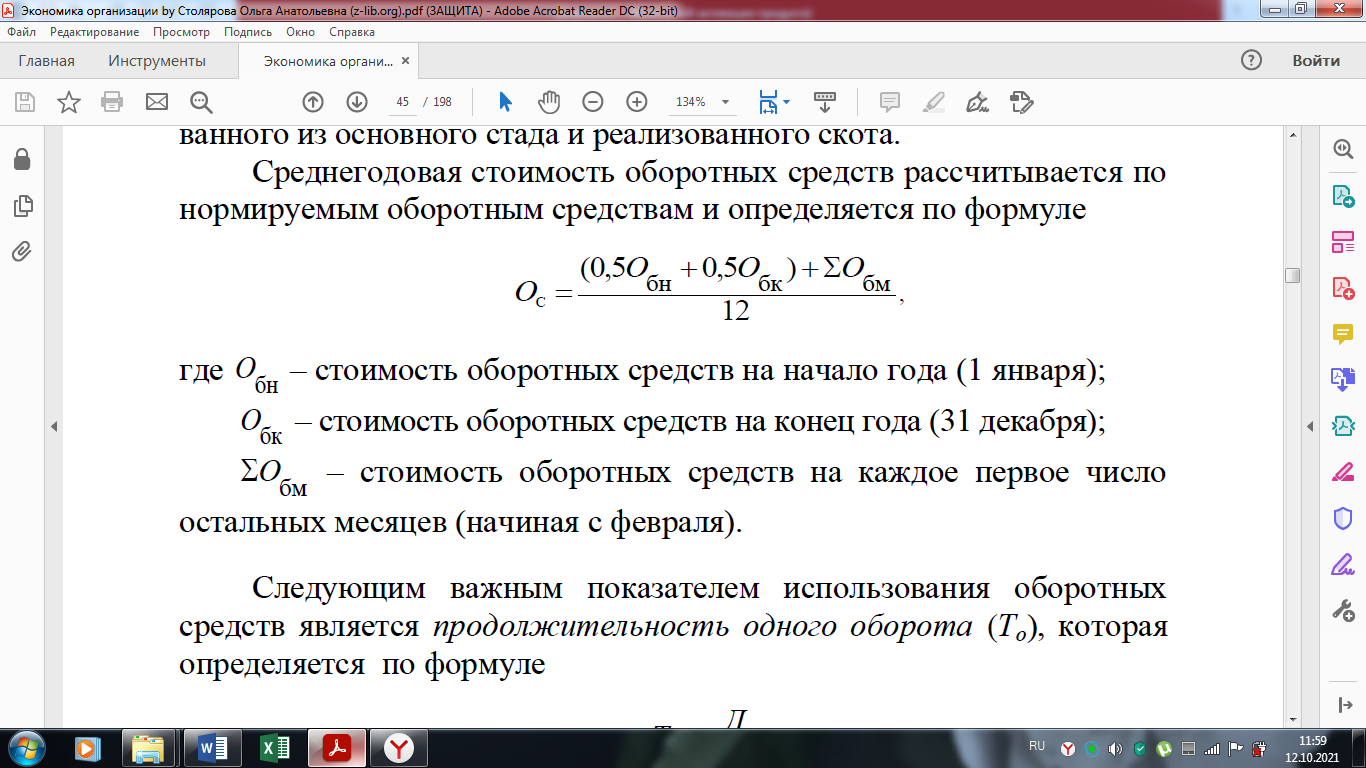 Экономика организации by Столярова Ольга Анатольевна (z-lib.org).pdf (ЗАЩИТА) - Adobe Acrobat Reader DC (32-bit)
Файл Редактирование Просмотр Подпись Окно Справка
Главная Инструменты Экономика органи... × ? Войти
45 / 198 134%
ванного из основного стада и реализованного скота.
Среднегодовая стоимость оборотных средств рассчитывается по
нормируемым оборотным средствам и определяется по формуле
Oс = (0,5Oбн + 0,5Oбк) + ΣOбм / 12 ,
где Oбн – стоимость оборотных средств на начало года (1 января);
Oбк – стоимость оборотных средств на конец года (31 декабря);
ΣOбм – стоимость оборотных средств на каждое первое число
остальных месяцев (начиная с февраля).
Следующим важным показателем использования оборотных
средств является продолжительность одного оборота (Tо), которая
определяется по формуле
Д
RU 11:59
12.10.2021